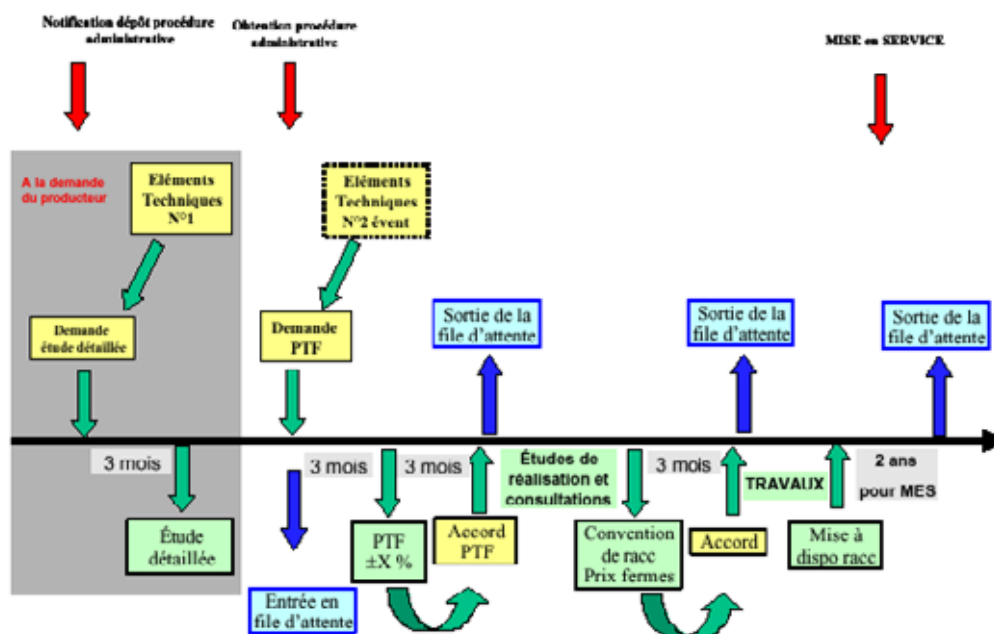 Notification dépôt procédure
administrative
Obtention procédure
administrative
MISE en SERVICE
A la demande
du producteur
Eléments
Techniques
N°1
Eléments
Techniques
N°2 évent
Demande
étude détaillée
Demande
PTF
Sortie de la
file d'attente
Sortie de la
file d'attente
Sortie de la
file d'attente
3 mois
3 mois
3 mois
Études de
réalisation et
consultations
3 mois
TRAVAUX
2 ans
pour MES
Étude
détaillée
Entrée en
file d'attente
PTF
±X %
Accord
PTF
Convention
de racc
Prix fermes
Accord
Mise à
dispo racc